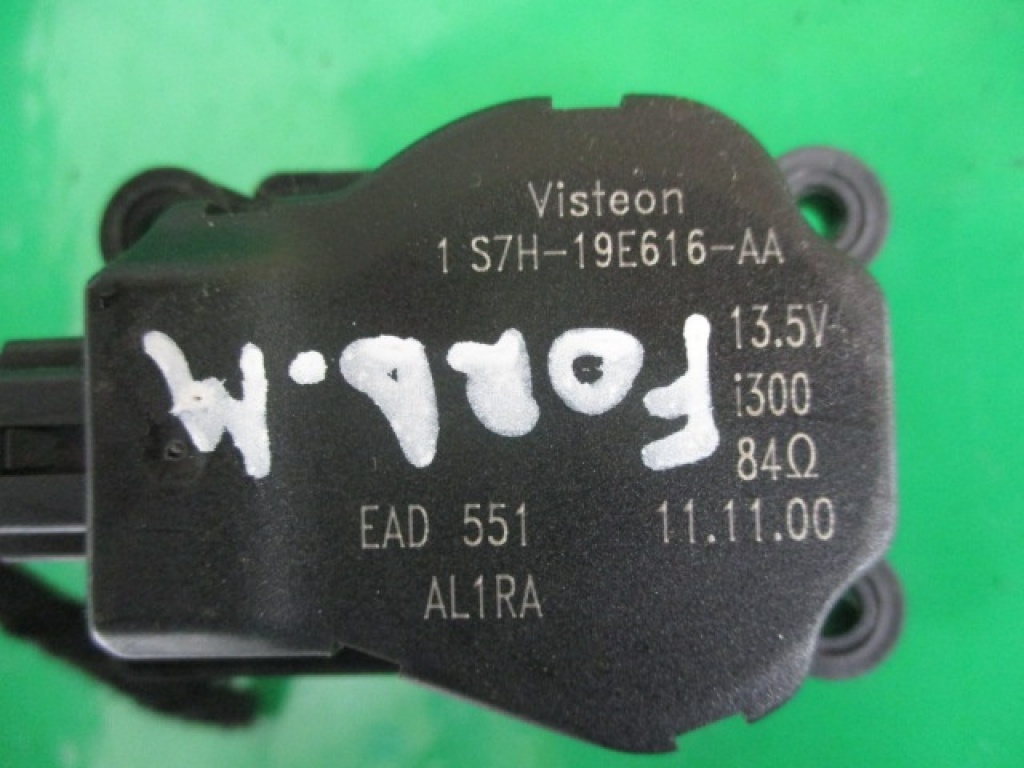 Visteon
1 S7H-19E616-AA
13.5V
i300
84Ω
EAD 551 11.11.00
AL1RA
FORD.M